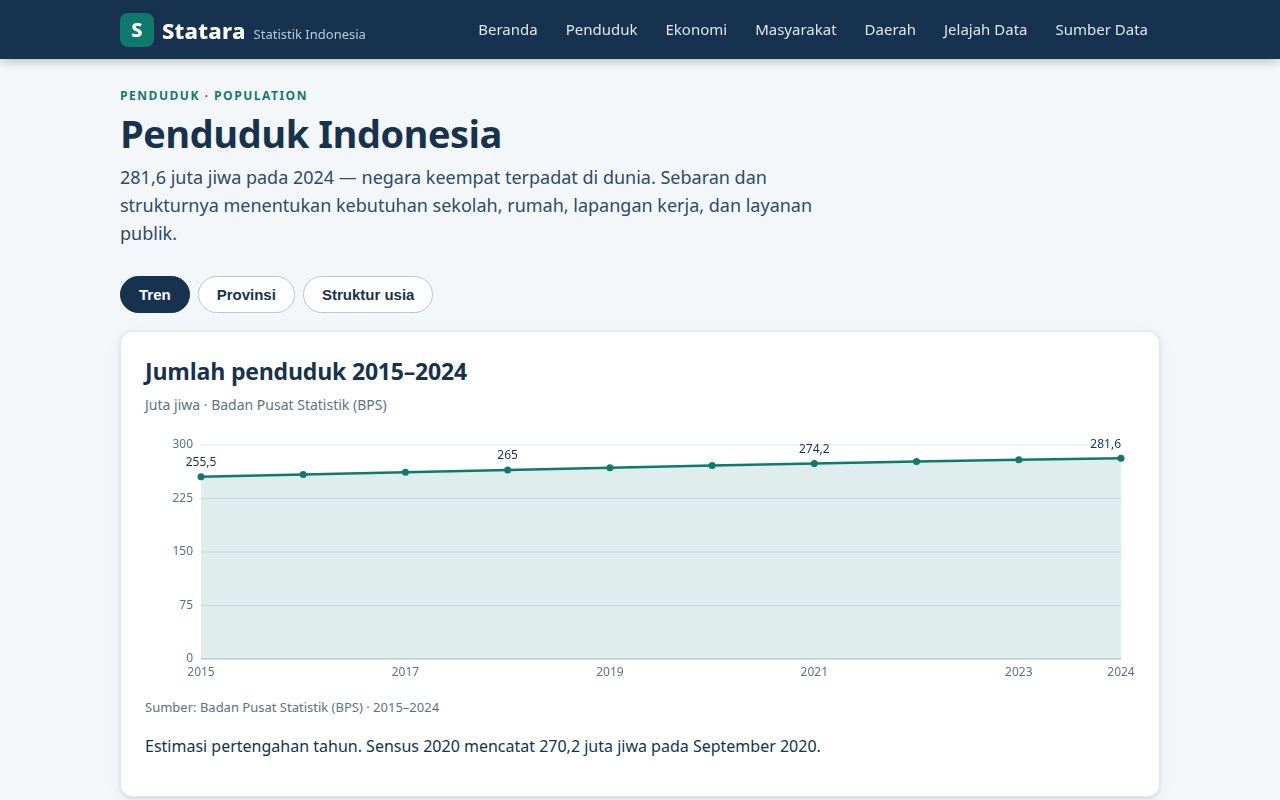 S Statara Statistik Indonesia Beranda Penduduk Ekonomi Masyarakat Daerah Jelajah Data Sumber Data
PENDUDUK · POPULATION
Penduduk Indonesia
281,6 juta jiwa pada 2024 — negara keempat terpadat di dunia. Sebaran dan
strukturnya menentukan kebutuhan sekolah, rumah, lapangan kerja, dan layanan
publik.
Tren Provinsi Struktur usia
Jumlah penduduk 2015–2024
Juta jiwa · Badan Pusat Statistik (BPS)
300
255,5 265 274,2 281,6
225
150
75
0
2015 2017 2019 2021 2023 2024
Sumber: Badan Pusat Statistik (BPS) · 2015–2024
Estimasi pertengahan tahun. Sensus 2020 mencatat 270,2 juta jiwa pada September 2020.